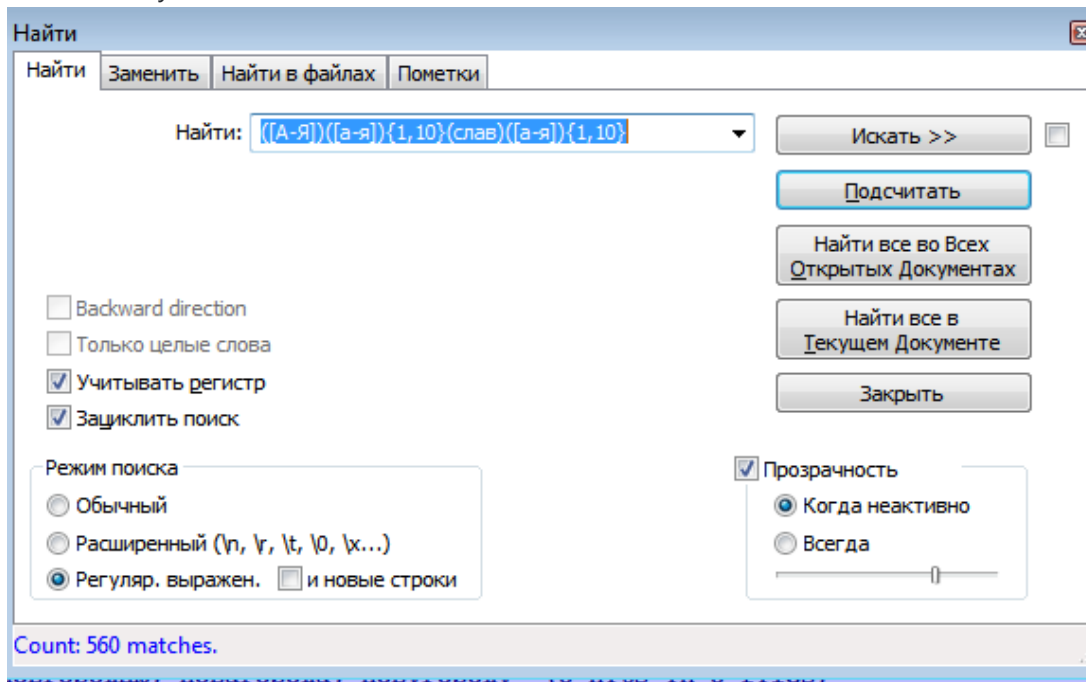 Найти
Найти Заменить Найти в файлах Пометки
Найти: ([А-Я])([а-я]){1,10}(слав)([а-я]){1,10}
Искать >>
Подсчитать
Найти все во Всех
Открытых Документах
Найти все в
Текущем Документе
Закрыть
Backward direction
Только целые слова
Учитывать регистр
Зациклить поиск
Режим поиска
Обычный
Расширенный (\n, \r, \t, \0, \x...)
Регуляр. выражен. и новые строки
Прозрачность
Когда неактивно
Всегда
Count: 560 matches.